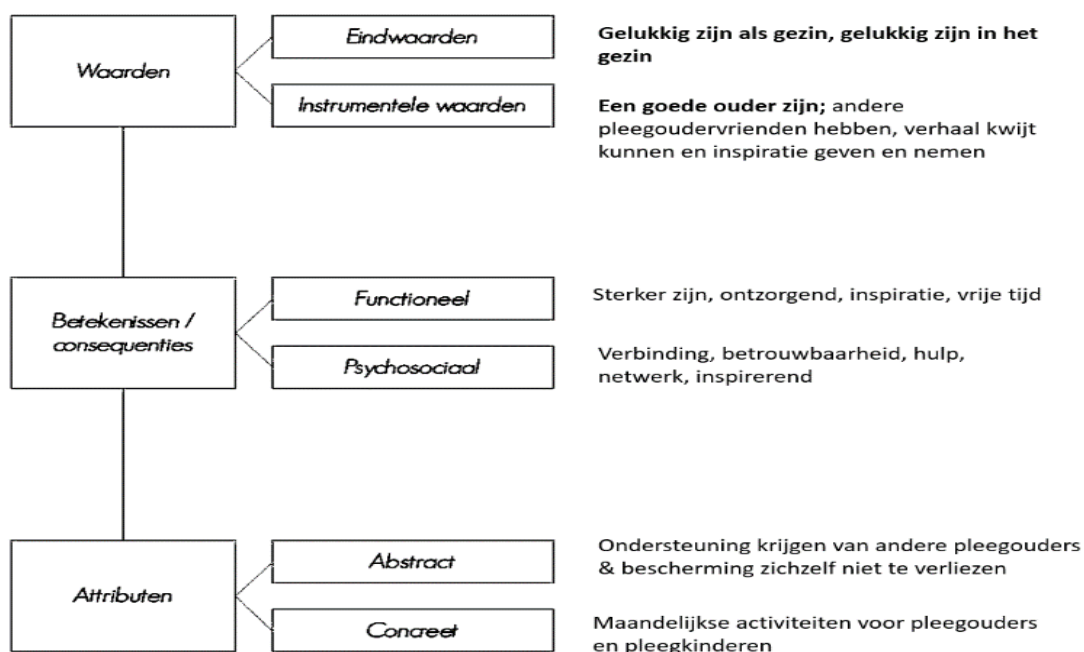 Waarden
Eindwaarden
Gelukkig zijn als gezin, gelukkig zijn in het
gezin
Instrumentele waarden
Een goede ouder zijn; andere
pleegoudervrienden hebben, verhaal kwijt
kunnen en inspiratie geven en nemen
Betekenissen /
consequenties
Functioneel
Sterker zijn, ontzorgend, inspiratie, vrije tijd
Psychosociaal
Verbinding, betrouwbaarheid, hulp,
netwerk, inspirerend
Attributen
Abstract
Ondersteuning krijgen van andere pleegouders
& bescherming zichzelf niet te verliezen
Concreet
Maandelijkse activiteiten voor pleegouders
en pleegkinderen